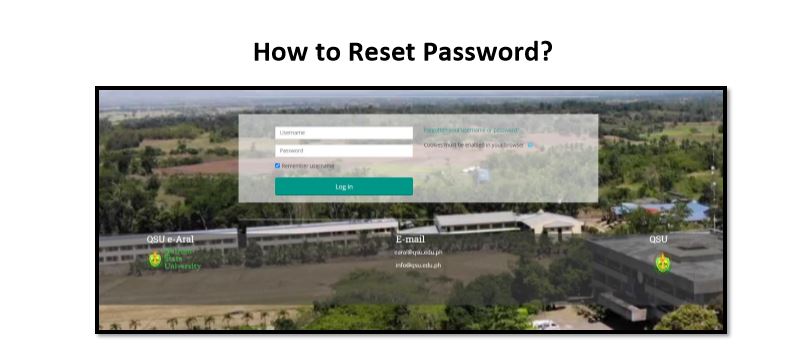 How to Reset Password?
Username
Password
Remember username
Log in
Forgotten your username or password?
Cookies must be enabled in your browser
QSU e-Aral
Quirino
State
University
E-mail
earal@qsu.edu.ph
info@qsu.edu.ph
QSU